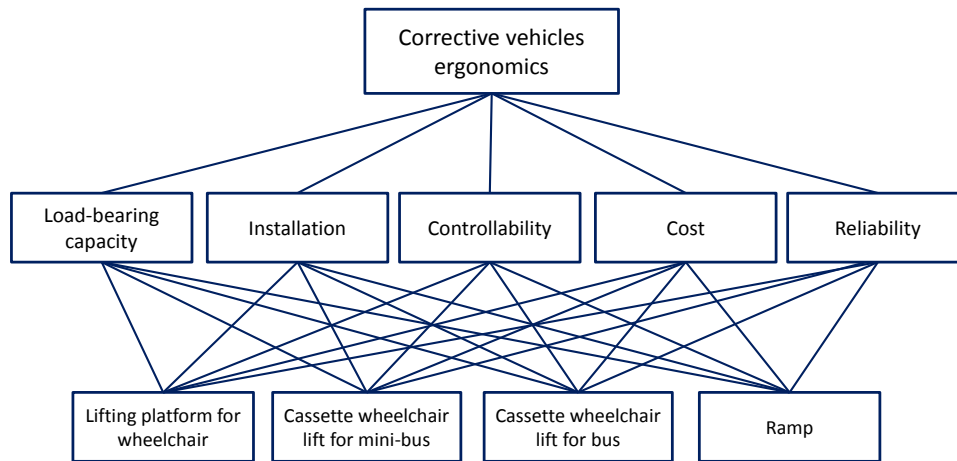 Corrective vehicles
ergonomics
Load-bearing
capacity
Installation
Controllability
Cost
Reliability
Lifting platform for
wheelchair
Cassette wheelchair
lift for mini-bus
Cassette wheelchair
lift for bus
Ramp